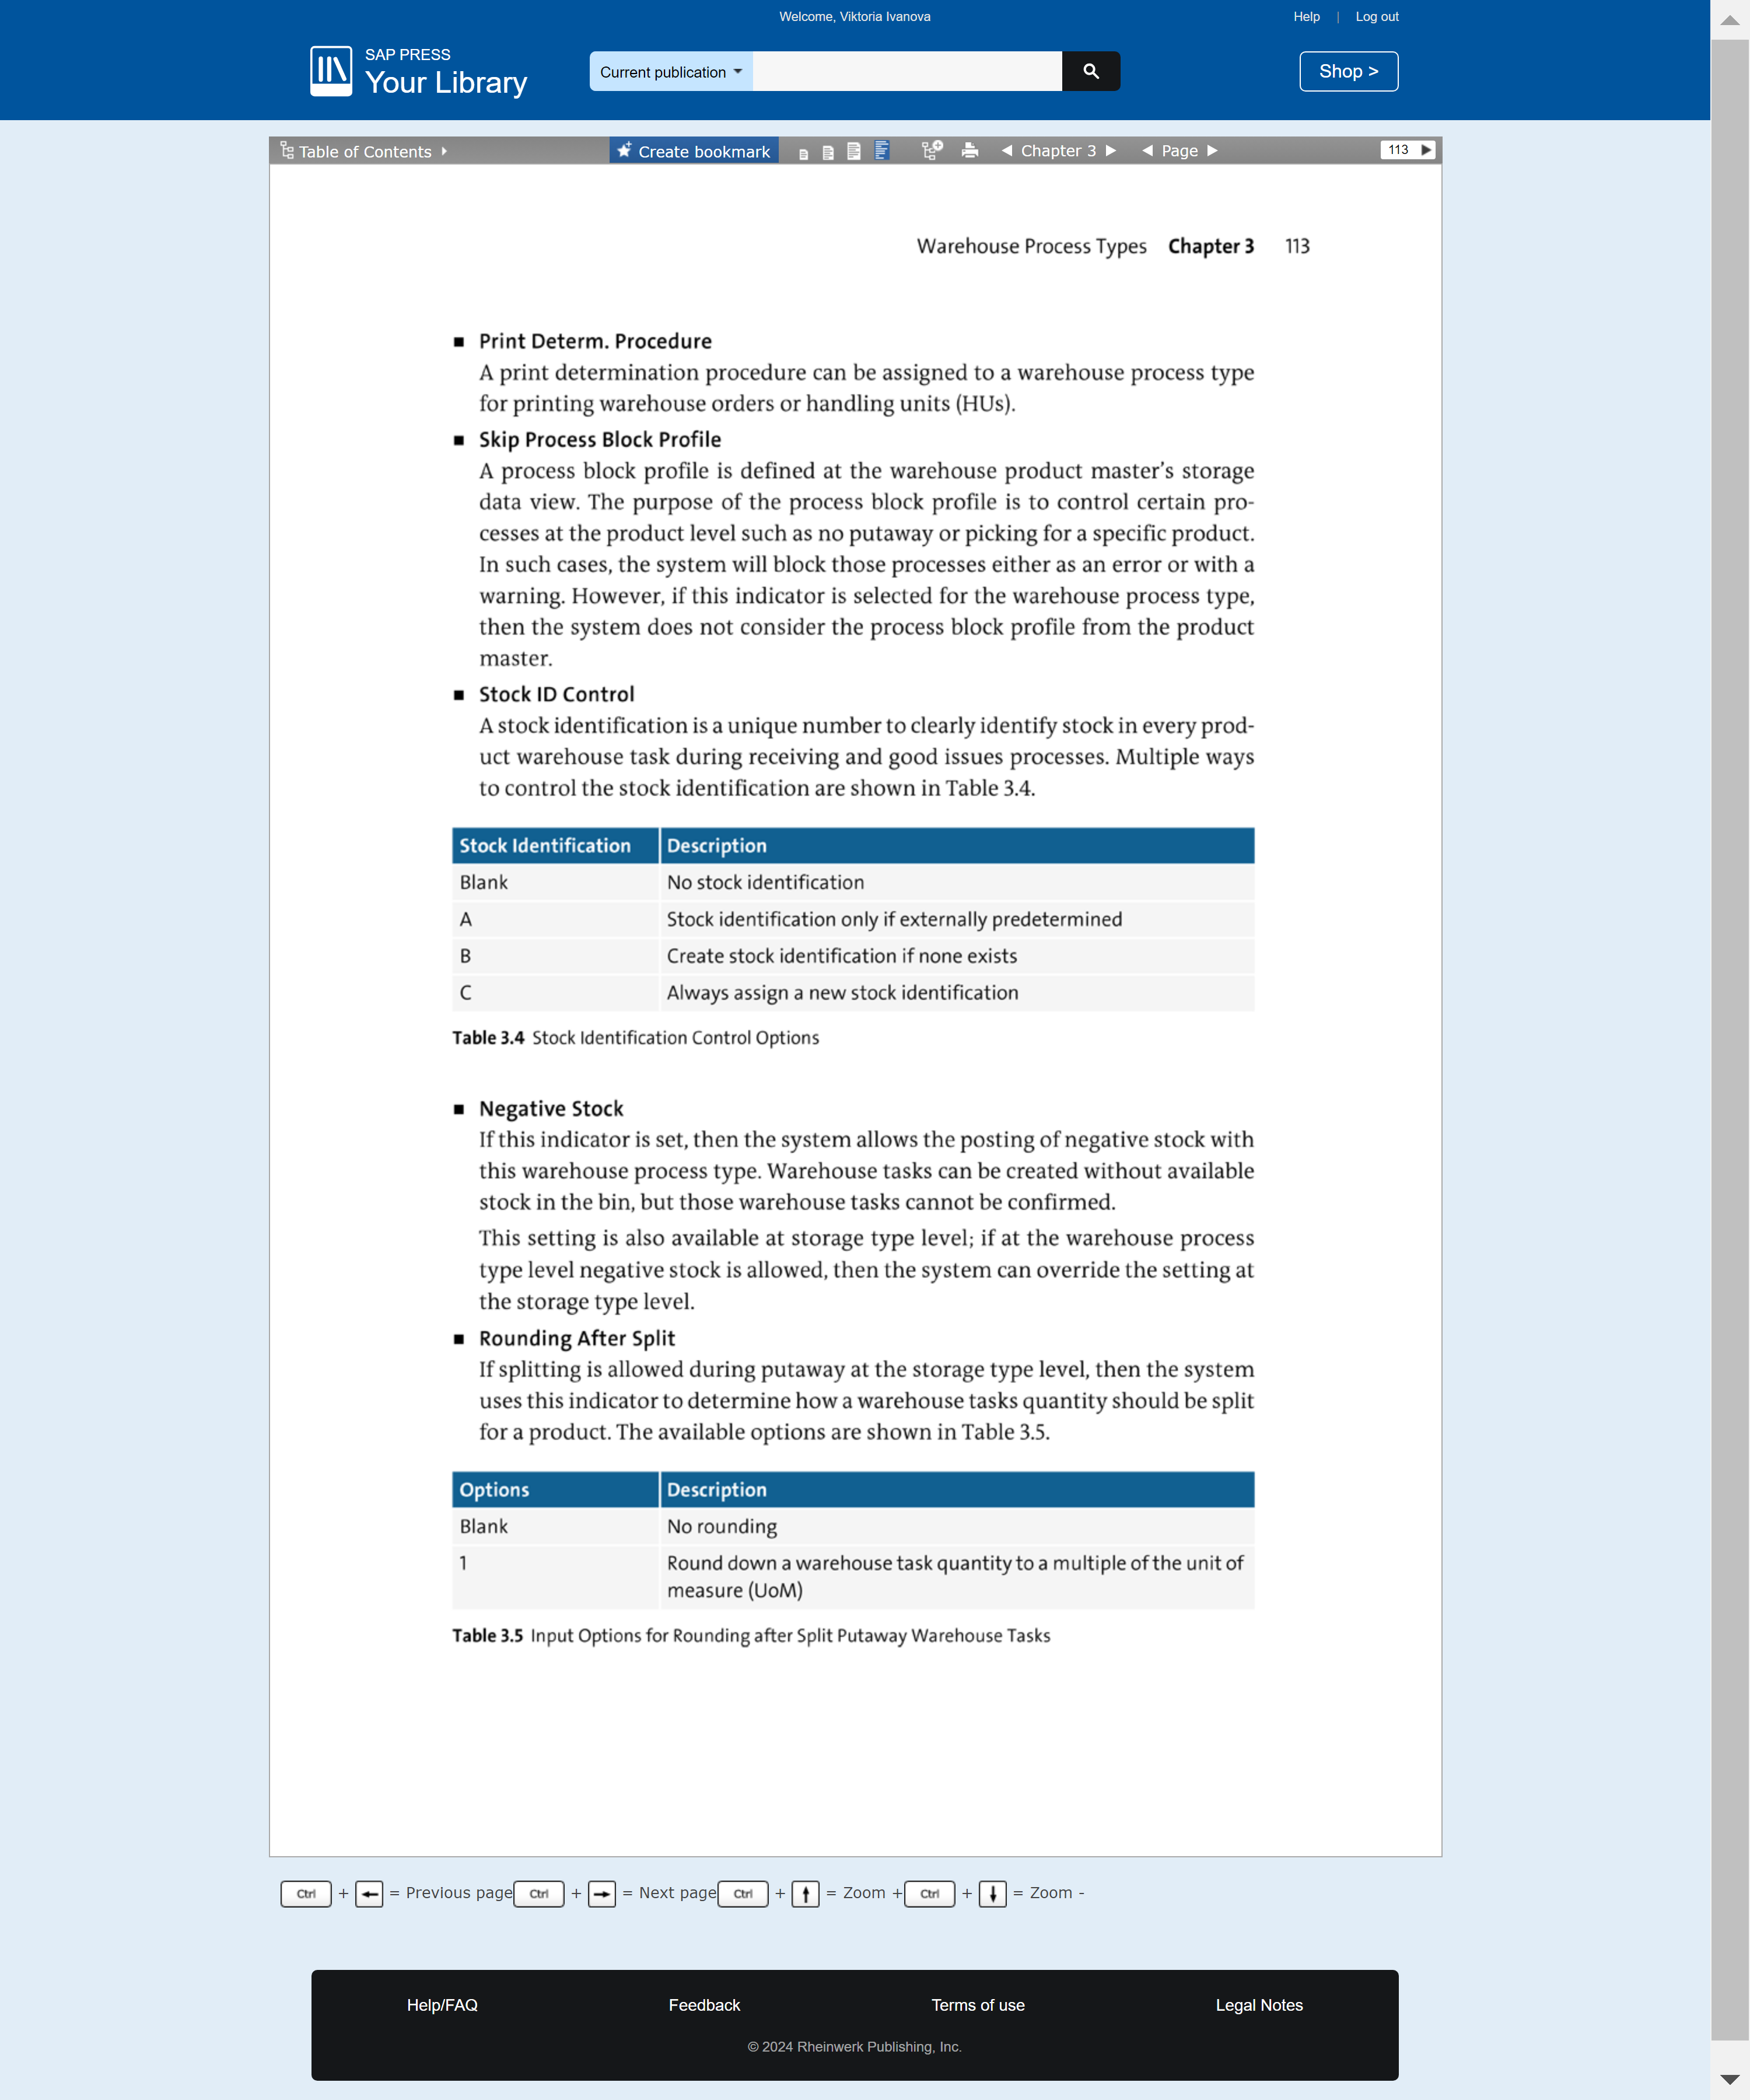 Welcome, Viktoria Ivanova
Help | Log out
SAP PRESS
Your Library
Current publication
Shop >
Table of Contents
Create bookmark
Chapter 3
Page
113
Warehouse Process Types Chapter 3 113
■ Print Determ. Procedure
A print determination procedure can be assigned to a warehouse process type
for printing warehouse orders or handling units (HUs).
■ Skip Process Block Profile
A process block profile is defined at the warehouse product master’s storage
data view. The purpose of the process block profile is to control certain pro-
cesses at the product level such as no putaway or picking for a specific product.
In such cases, the system will block those processes either as an error or with a
warning. However, if this indicator is selected for the warehouse process type,
then the system does not consider the process block profile from the product
master.
■ Stock ID Control
A stock identification is a unique number to clearly identify stock in every prod-
uct warehouse task during receiving and good issues processes. Multiple ways
to control the stock identification are shown in Table 3.4.
Stock Identification Description
Blank No stock identification
A Stock identification only if externally predetermined
B Create stock identification if none exists
C Always assign a new stock identification
Table 3.4 Stock Identification Control Options
■ Negative Stock
If this indicator is set, then the system allows the posting of negative stock with
this warehouse process type. Warehouse tasks can be created without available
stock in the bin, but those warehouse tasks cannot be confirmed.
This setting is also available at storage type level; if at the warehouse process
type level negative stock is allowed, then the system can override the setting at
the storage type level.
■ Rounding After Split
If splitting is allowed during putaway at the storage type level, then the system
uses this indicator to determine how a warehouse tasks quantity should be split
for a product. The available options are shown in Table 3.5.
Options Description
Blank No rounding
1 Round down a warehouse task quantity to a multiple of the unit of
measure (UoM)
Table 3.5 Input Options for Rounding after Split Putaway Warehouse Tasks
Ctrl + ← = Previous page Ctrl + → = Next page Ctrl + ↑ = Zoom + Ctrl + ↓ = Zoom -
Help/FAQ Feedback Terms of use Legal Notes
© 2024 Rheinwerk Publishing, Inc.